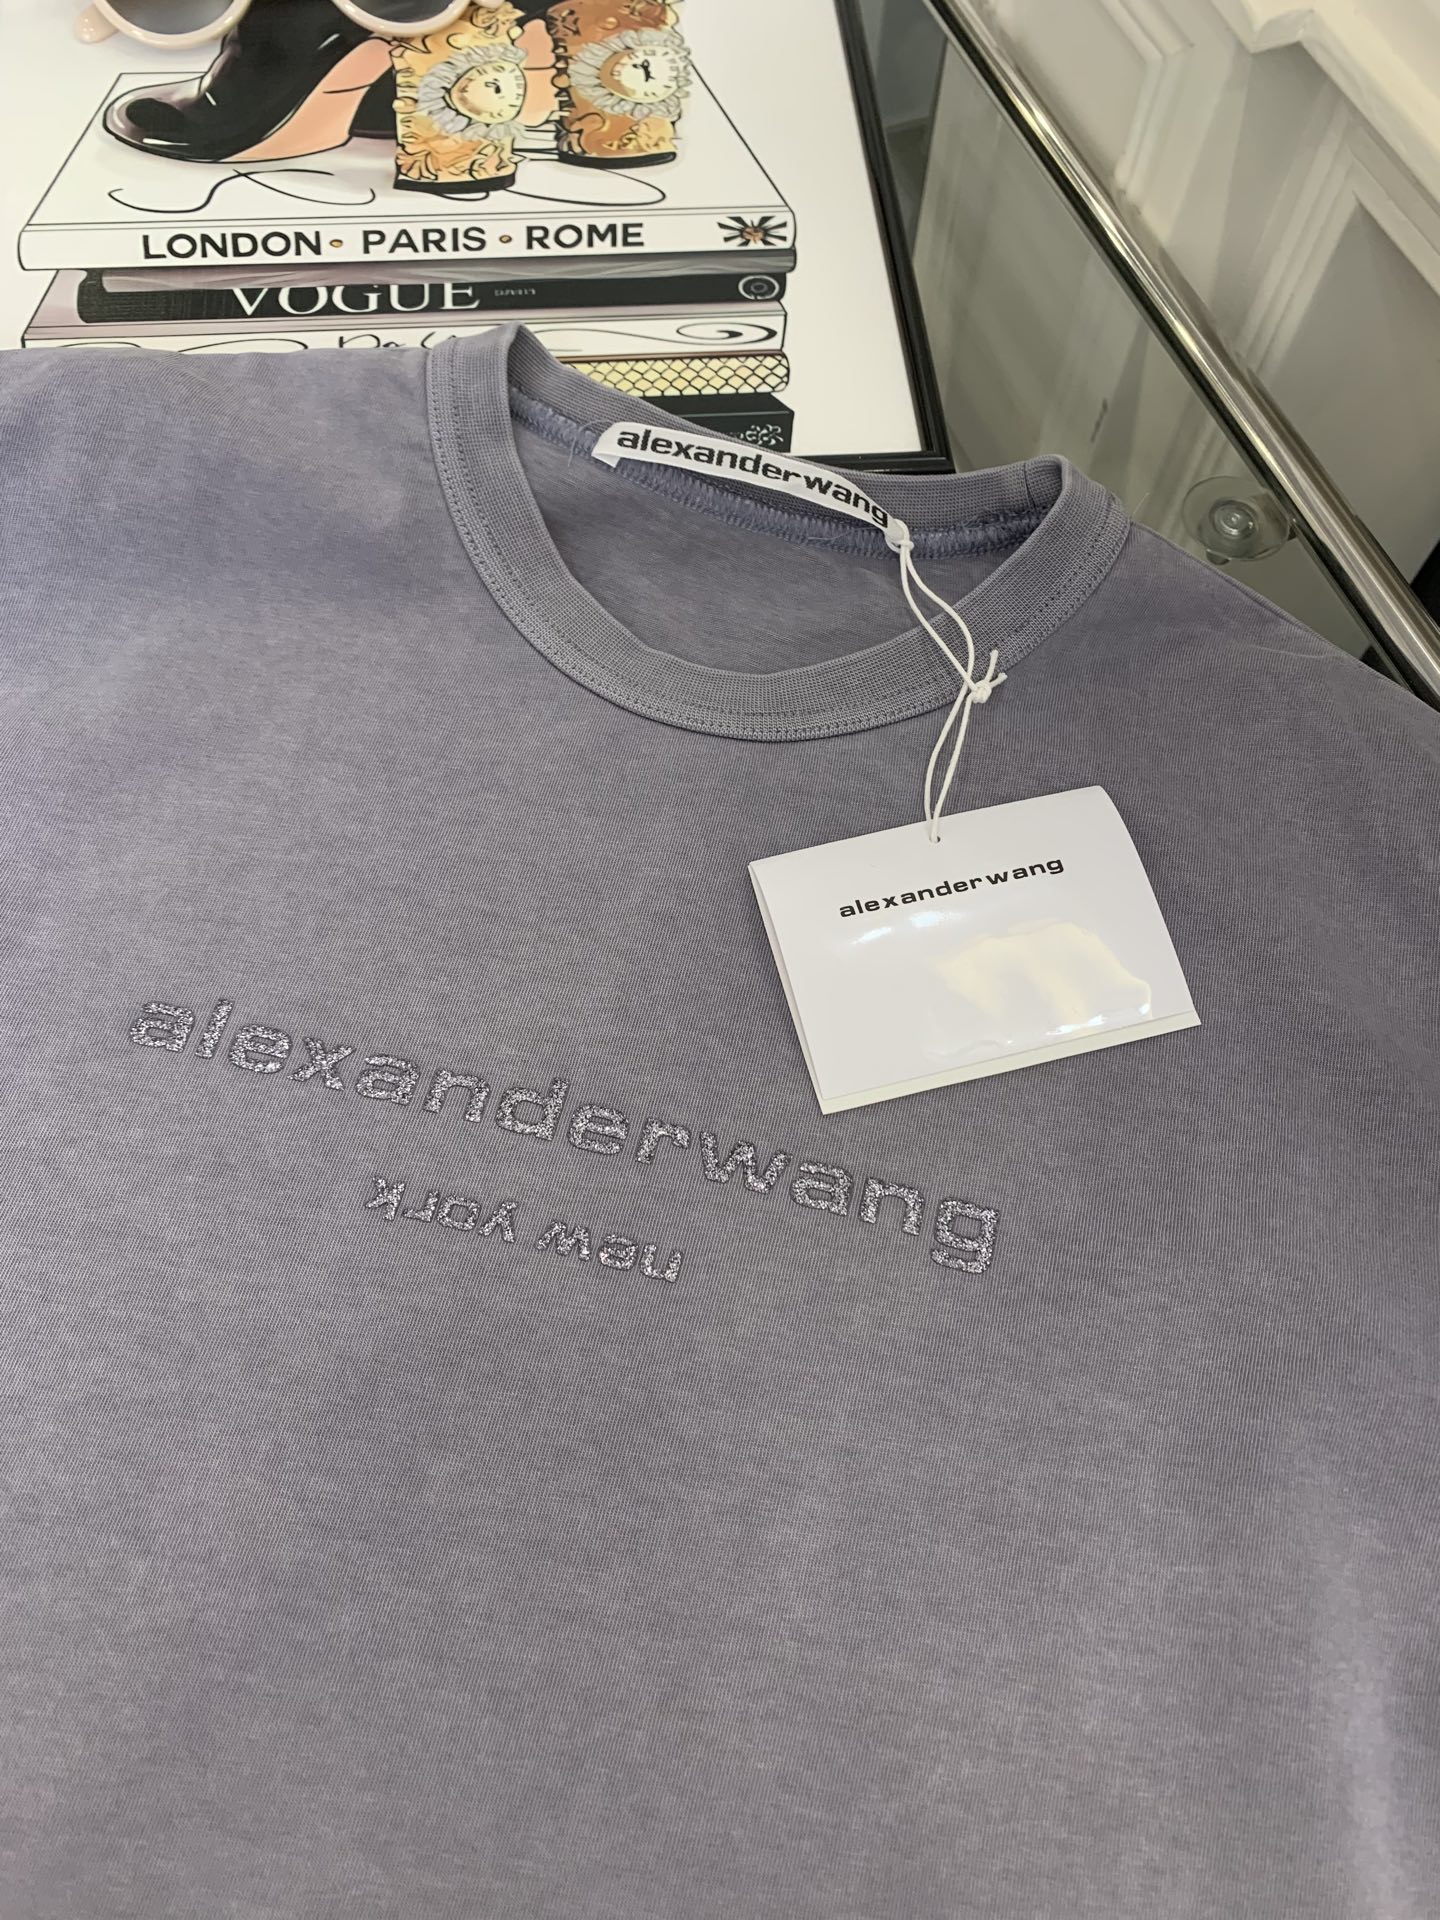 LONDON • PARIS • ROME
VOGUE
alexanderwang
alexanderwang
alexanderwang
new york